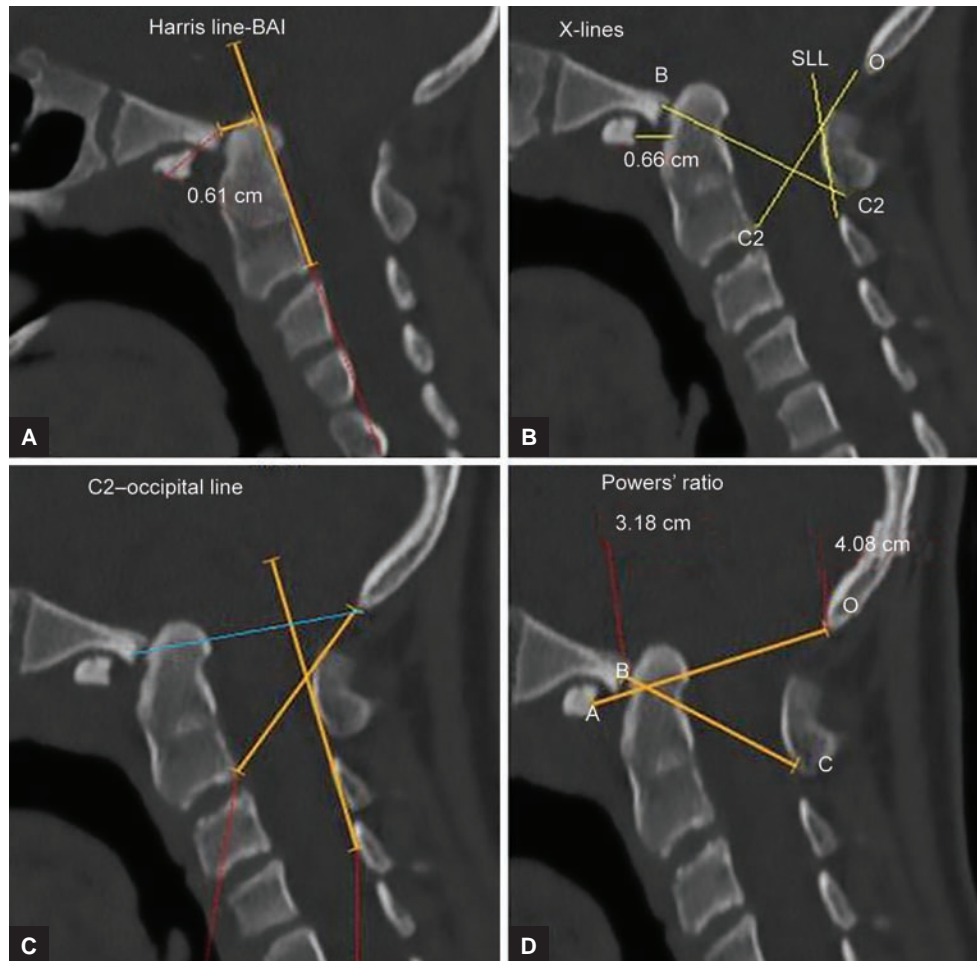 Harris line-BAI
0.61 cm
A
X-lines
SLL
O
B
0.66 cm
C2
C2
B
C2–occipital line
C
Powers’ ratio
3.18 cm
4.08 cm
O
B
A
C
D